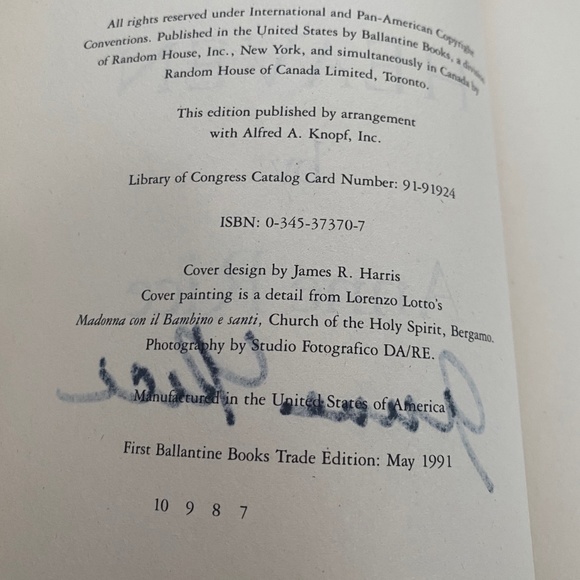 All rights reserved under International and Pan-American Copyright
Conventions. Published in the United States by Ballantine Books, a division
of Random House, Inc., New York, and simultaneously in Canada by
Random House of Canada Limited, Toronto.
This edition published by arrangement
with Alfred A. Knopf, Inc.
Library of Congress Catalog Card Number: 91-91924
ISBN: 0-345-37370-7
Cover design by James R. Harris
Cover painting is a detail from Lorenzo Lotto's
Madonna con il Bambino e santi, Church of the Holy Spirit, Bergamo.
Photography by Studio Fotografico DA/RE.
Manufactured in the United States of America
First Ballantine Books Trade Edition: May 1991
10 9 8 7